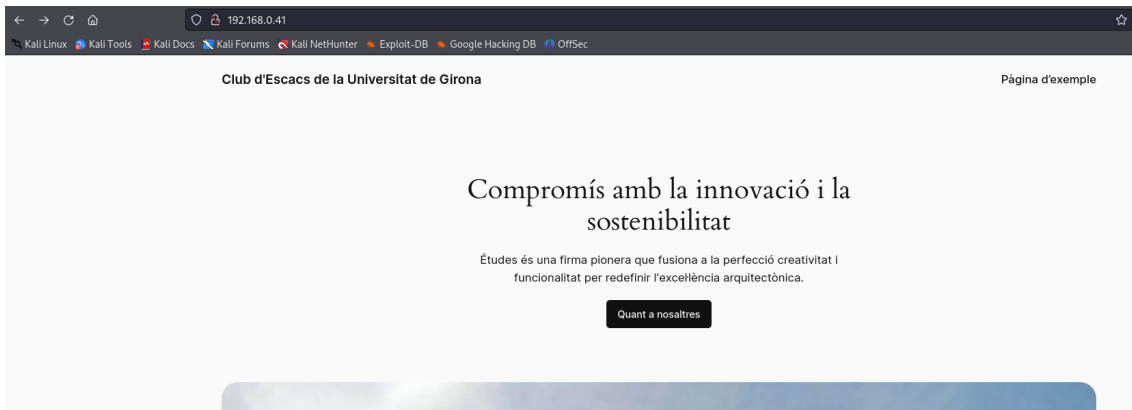 192.168.0.41
Kali Linux Kali Tools Kali Docs Kali Forums Kali NetHunter Exploit-DB Google Hacking DB OffSec
Club d'Escacs de la Universitat de Girona Pàgina d'exemple
Compromís amb la innovació i la
sostenibilitat
Études és una firma pionera que fusiona a la perfecció creativitat i
funcionalitat per redefinir l'excel·lència arquitectònica.
Quant a nosaltres